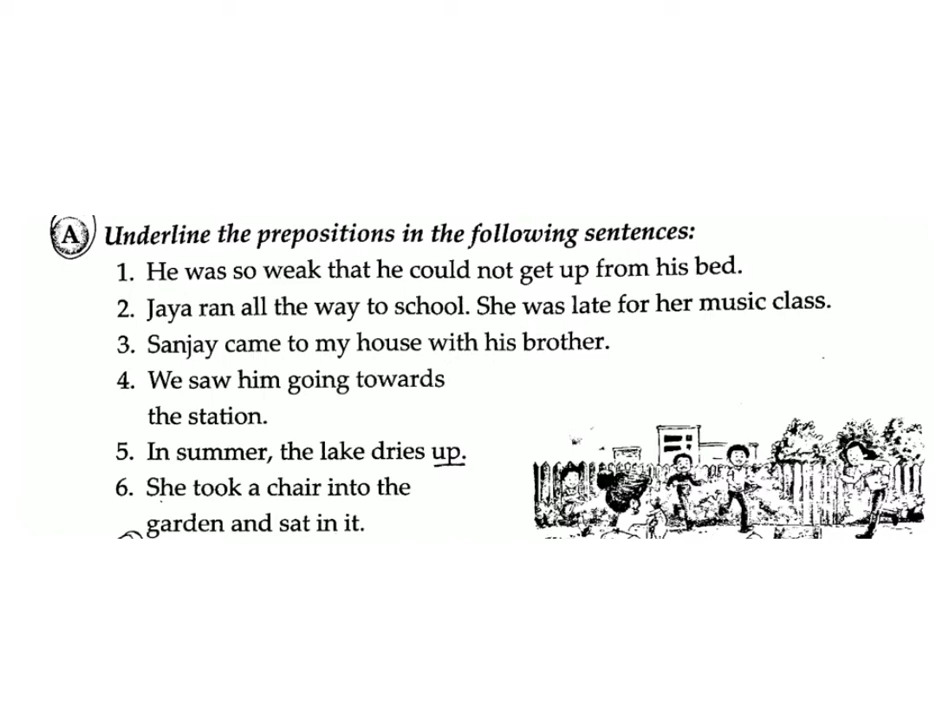 A Underline the prepositions in the following sentences:
1. He was so weak that he could not get up from his bed.
2. Jaya ran all the way to school. She was late for her music class.
3. Sanjay came to my house with his brother.
4. We saw him going towards
the station.
5. In summer, the lake dries up.
6. She took a chair into the
garden and sat in it.